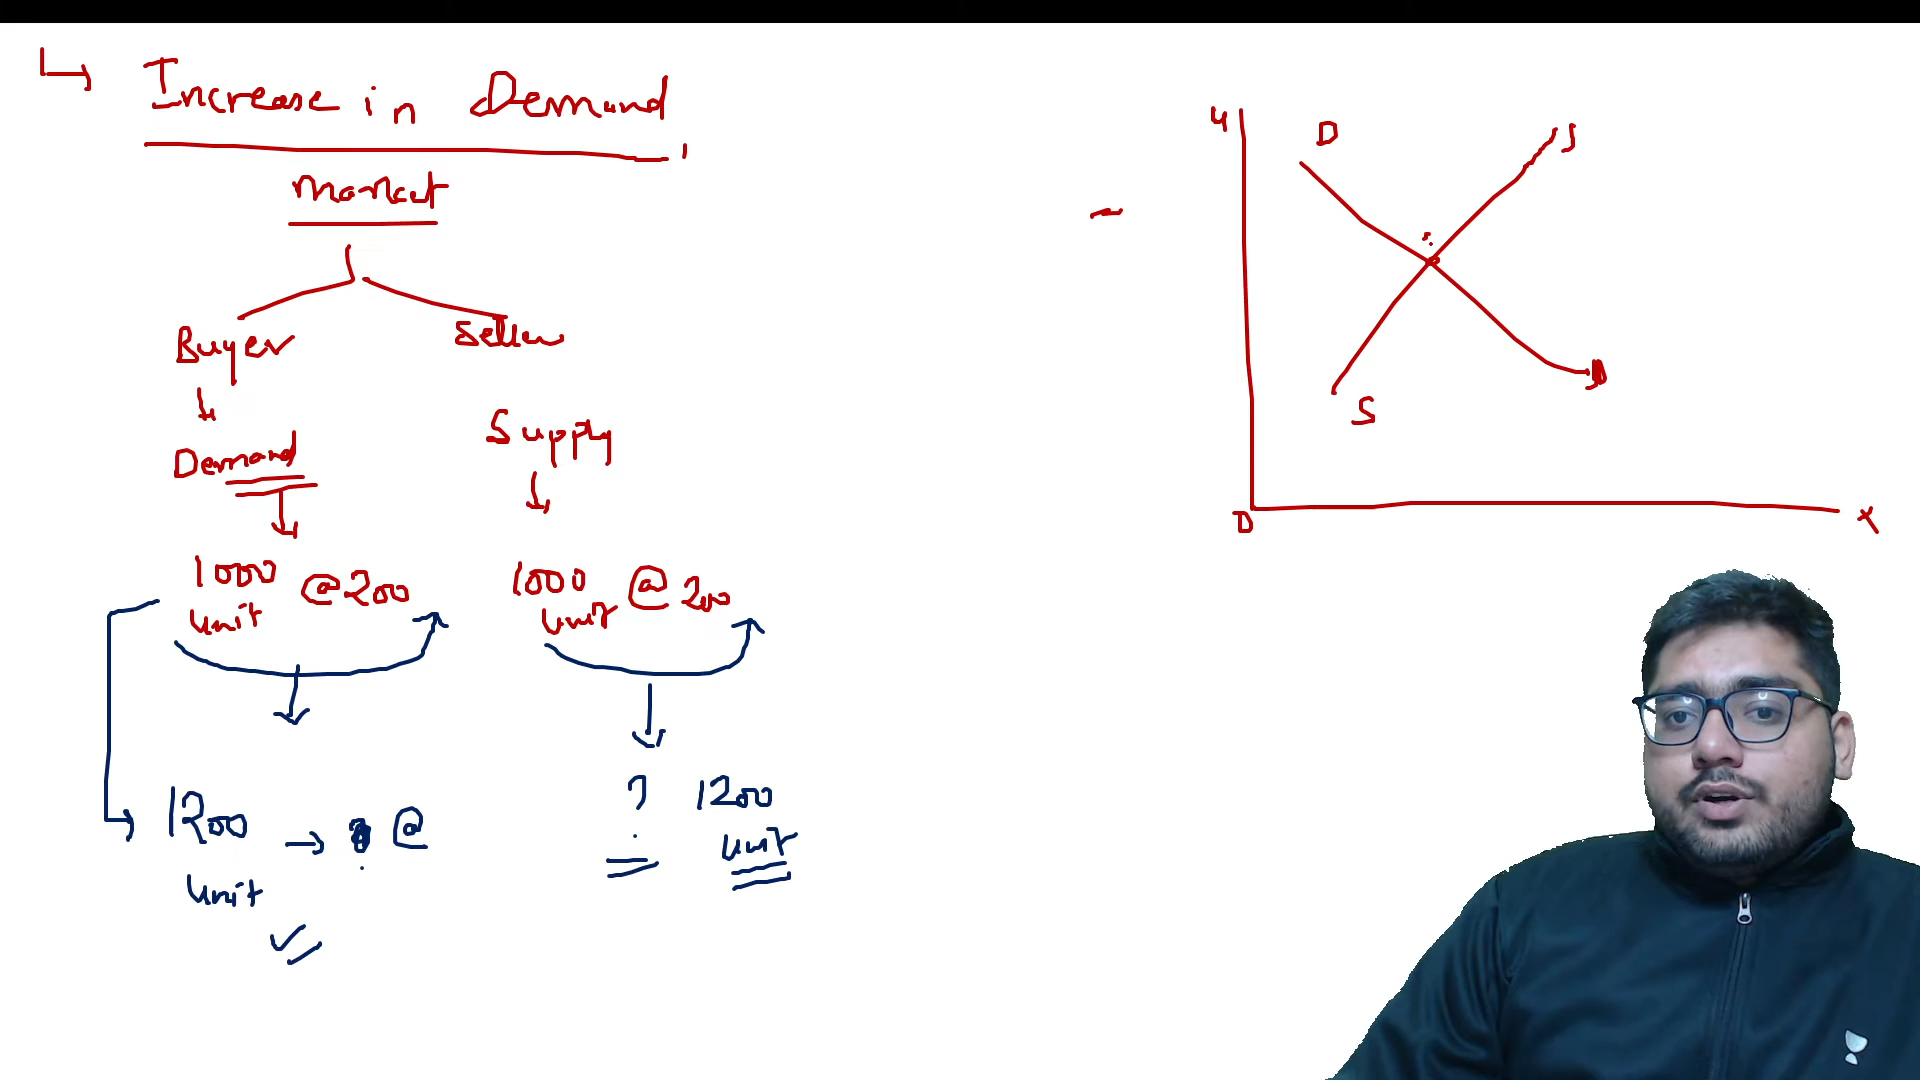 Increase in Demand
Market
Buyer
Seller
Demand
Supply
1000 @ 200
unit
1000 @ 200
unit
1200 → @
unit
? 1200
unit
y
D
S
D
S
O
X